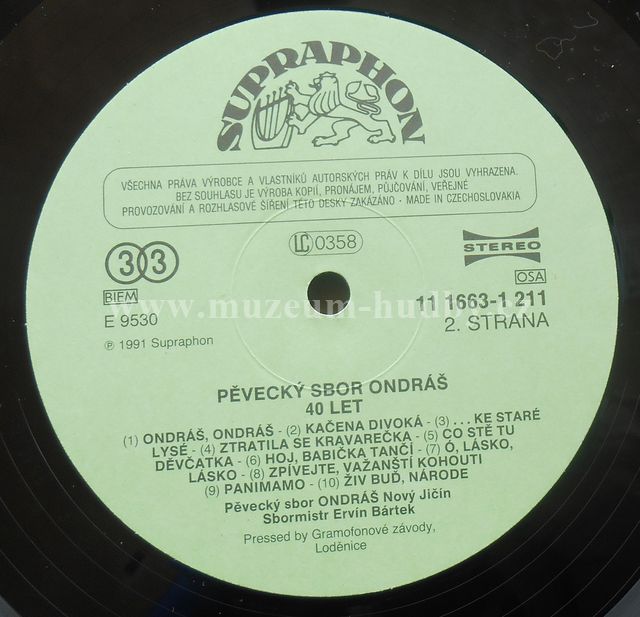 SUPRAPHON
VŠECHNA PRÁVA VÝROBCE A VLASTNÍKŮ AUTORSKÝCH PRÁV K DÍLU JSOU VYHRAZENA.
BEZ SOUHLASU JE VÝROBA KOPIÍ, PRONÁJEM, PŮJČOVÁNÍ, VEŘEJNÉ
PROVOZOVÁNÍ A ROZHLASOVÉ ŠÍŘENÍ TÉTO DESKY ZAKÁZÁNO · MADE IN CZECHOSLOVAKIA
LC 0358
33
STEREO
OSA
BIEM
11 1663-1 211
www.muzeum-hudby
E 9530
2. STRANA
℗ 1991 Supraphon
PĚVECKÝ SBOR ONDRÁŠ
40 LET
(1) ONDRÁŠ, ONDRÁŠ - (2) KAČENA DIVOKÁ - (3) . . . KE STARÉ
LYSÉ - (4) ZTRATILA SE KRAVAREČKA - (5) CO STĚ TU
DĚVČATKA - (6) HOJ, BABIČKA TANČÍ - (7) Ó, LÁSKO,
LÁSKO - (8) ZPÍVEJTE, VAŽANŠTÍ KOHOUTI
(9) PANIMAMO - (10) ŽIV BUĎ, NÁRODE
Pěvecký sbor ONDRÁŠ Nový Jičín
Sbormistr Ervín Bártek
Pressed by Gramofonové závody,
Loděnice